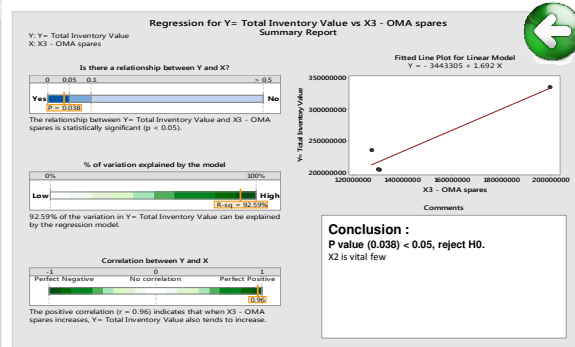 Regression for Y= Total Inventory Value vs X3 - OMA spares
Summary Report
Y: Y= Total Inventory Value
X: X3 - OMA spares
Is there a relationship between Y and X?
0 0.05 0.1 > 0.5
Yes No
P = 0.038
The relationship between Y= Total Inventory Value and X3 - OMA
spares is statistically significant (p < 0.05).
% of variation explained by the model
0% 100%
Low High
R-sq = 92.59%
92.59% of the variation in Y= Total Inventory Value can be explained
by the regression model.
Correlation between Y and X
-1 0 1
Perfect Negative No correlation Perfect Positive
0.96
The positive correlation (r = 0.96) indicates that when X3 - OMA
spares increases, Y= Total Inventory Value also tends to increase.
Fitted Line Plot for Linear Model
Y = - 3443305 + 1.692 X
350000000
300000000
250000000
200000000
Y= Total Inventory Value
120000000 140000000 160000000 180000000 200000000
X3 - OMA spares
Comments
Conclusion :
P value (0.038) < 0.05, reject H0.
X2 is vital few